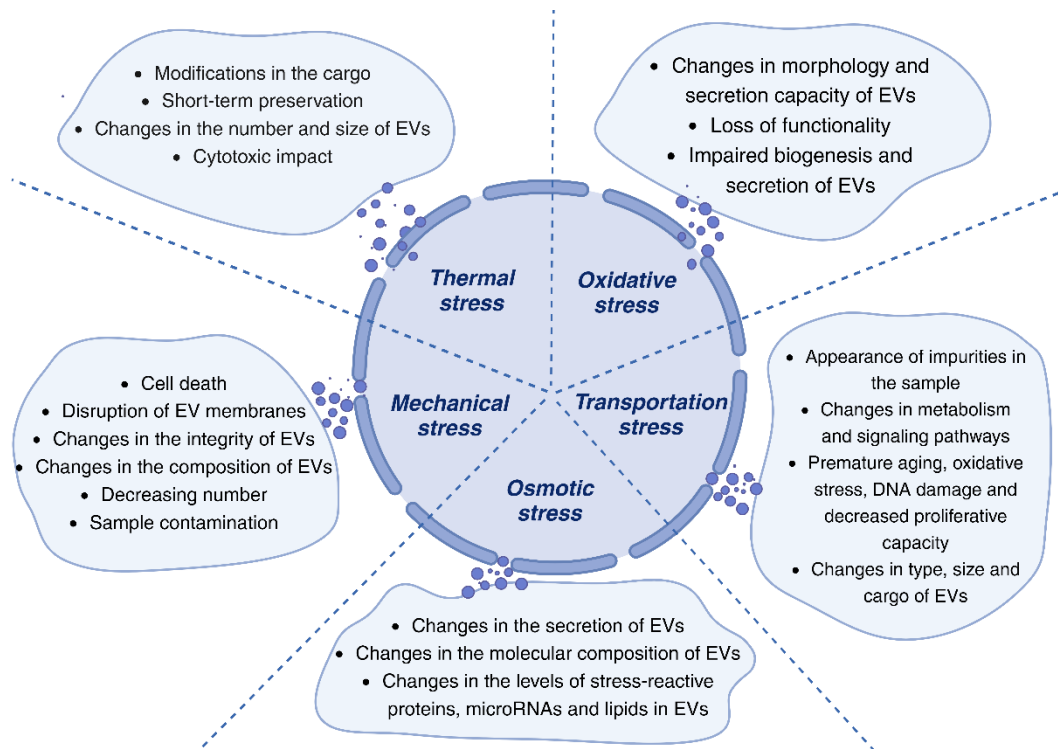 • Modifications in the cargo
• Short-term preservation
• Changes in the number and size of EVs
• Cytotoxic impact
• Changes in morphology and
secretion capacity of EVs
• Loss of functionality
• Impaired biogenesis and
secretion of EVs
Thermal
stress
Oxidative
stress
• Cell death
• Disruption of EV membranes
• Changes in the integrity of EVs
• Changes in the composition of EVs
• Decreasing number
• Sample contamination
Mechanical
stress
Transportation
stress
• Appearance of impurities in
the sample
• Changes in metabolism
and signaling pathways
• Premature aging, oxidative
stress, DNA damage and
decreased proliferative
capacity
• Changes in type, size and
cargo of EVs
Osmotic
stress
• Changes in the secretion of EVs
• Changes in the molecular composition of EVs
• Changes in the levels of stress-reactive
proteins, microRNAs and lipids in EVs